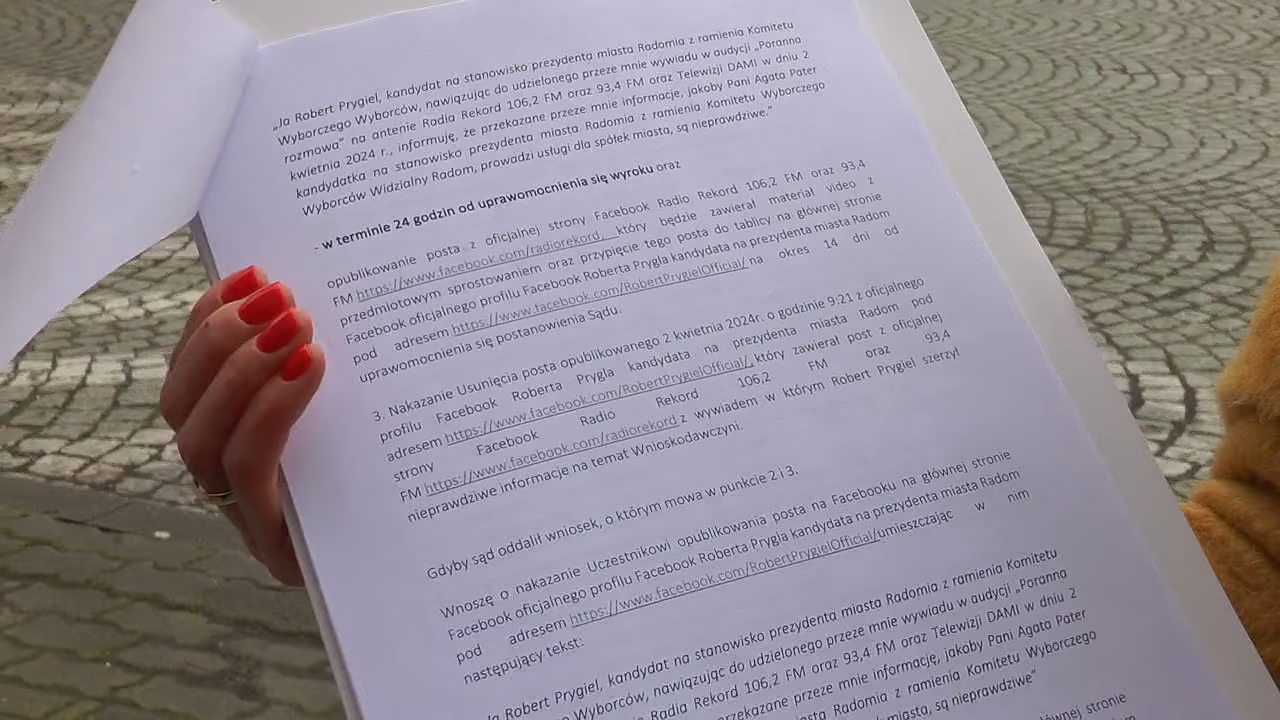 „Ja Robert Prygiel, kandydat na stanowisko prezydenta miasta Radomia z ramienia Komitetu
Wyborczego Wyborców, nawiązując do udzielonego przeze mnie wywiadu w audycji „Poranna
rozmowa” na antenie Radia Rekord 106,2 FM oraz 93,4 FM oraz Telewizji DAMI w dniu 2
kwietnia 2024 r., informuję, że przekazane przeze mnie informacje, jakoby Pani Agata Pater
kandydatka na stanowisko prezydenta miasta Radomia z ramienia Komitetu Wyborczego
Wyborców Widzialny Radom, prowadzi usługi dla spółek miasta, są nieprawdziwe.”
- w terminie 24 godzin od uprawomocnienia się wyroku oraz
opublikowanie posta z oficjalnej strony Facebook Radio Rekord 106,2 FM oraz 93,4
FM https://www.facebook.com/radiorekord, który będzie zawierał materiał video z
przedmiotowym sprostowaniem oraz przypięcie tego posta do tablicy na głównej stronie
Facebook oficjalnego profilu Facebook Roberta Prygla kandydata na prezydenta miasta Radom
pod adresem https://www.facebook.com/RobertPrygielOfficial/ na okres 14 dni od
uprawomocnienia się postanowienia Sądu.
3. Nakazanie Usunięcia posta opublikowanego 2 kwietnia 2024r. o godzinie 9:21 z oficjalnego
profilu Facebook Roberta Prygla kandydata na prezydenta miasta Radom pod
adresem https://www.facebook.com/RobertPrygielOfficial/, który zawierał post z oficjalnej
strony Facebook Radio Rekord 106,2 FM oraz 93,4
FM https://www.facebook.com/radiorekord z wywiadem w którym Robert Prygiel szerzył
nieprawdziwe informacje na temat Wnioskodawczyni.
Gdyby sąd oddalił wniosek, o którym mowa w punkcie 2 i 3.
Wnoszę o nakazanie Uczestnikowi opublikowania posta na Facebooku na głównej stronie
Facebook oficjalnego profilu Facebook Roberta Prygla kandydata na prezydenta miasta Radom
pod adresem https://www.facebook.com/RobertPrygielOfficial/umieszczając w nim
następujący tekst:
Ja Robert Prygiel, kandydat na stanowisko prezydenta miasta Radomia z ramienia Komitetu
Wyborców, nawiązując do udzielonego przeze mnie wywiadu w audycji „Poranna
Radia Rekord 106,2 FM oraz 93,4 FM oraz Telewizji DAMI w dniu 2
przekazane przeze mnie informacje, jakoby Pani Agata Pater
miasta Radomia z ramienia Komitetu Wyborczego
miasta, są nieprawdziwe”
głównej stronie